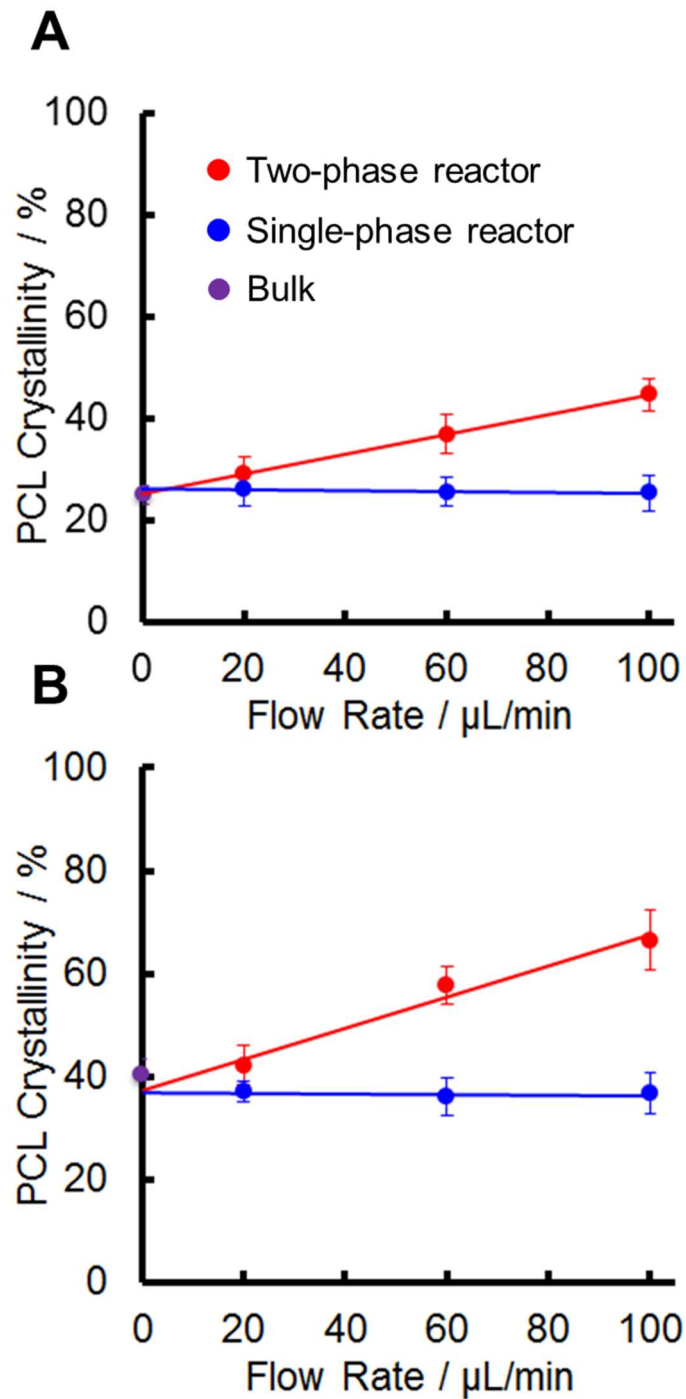 A
100
80
60
40
20
0
PCL Crystallinity / %
Two-phase reactor
Single-phase reactor
Bulk
0 20 40 60 80 100
Flow Rate / µL/min
B
100
80
60
40
20
0
PCL Crystallinity / %
0 20 40 60 80 100
Flow Rate / µL/min